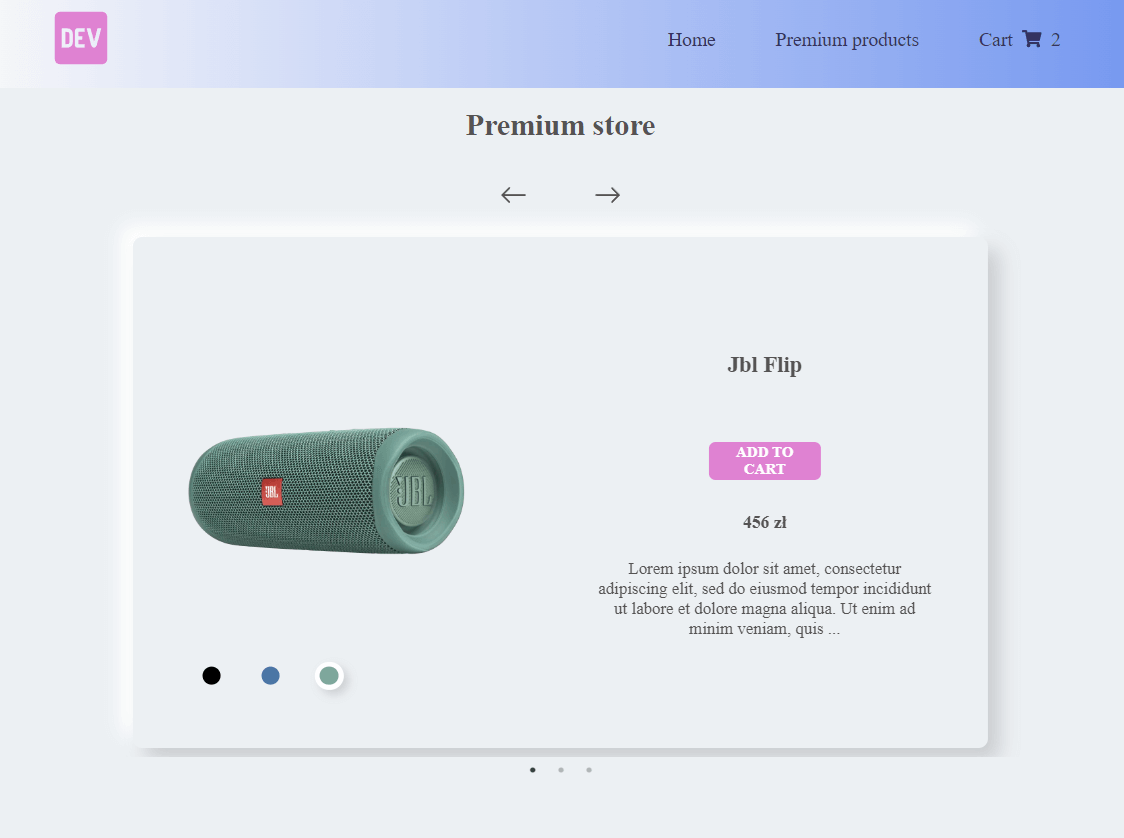 DEV
Home Premium products Cart 2
Premium store
Jbl Flip
ADD TO
CART
456 zł
Lorem ipsum dolor sit amet, consectetur
adipiscing elit, sed do eiusmod tempor incididunt
ut labore et dolore magna aliqua. Ut enim ad
minim veniam, quis ...
JBL
JBL